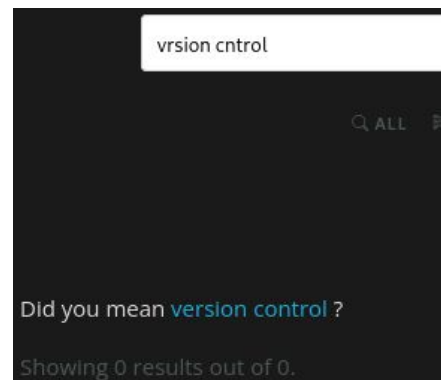 vrsion cntrol
ALL
Did you mean version control ?
Showing 0 results out of 0.